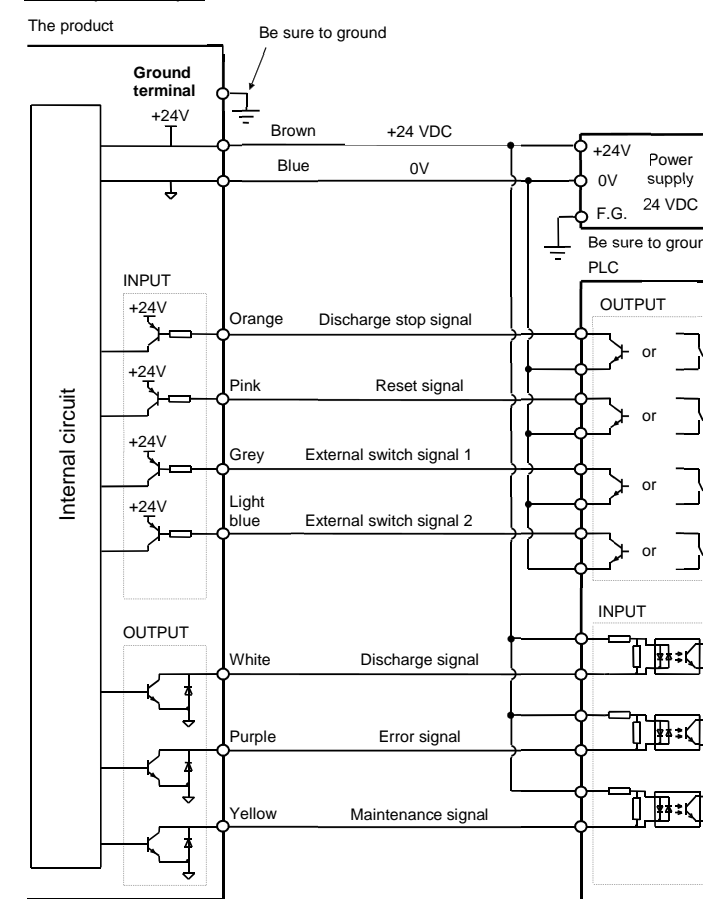 The product
Be sure to ground
Ground
terminal
+24V
Brown
+24 VDC
Blue
0V
+24V
0V
F.G.
Power
supply
24 VDC
Be sure to groun
PLC
INPUT
OUTPUT
+24V
Orange
Discharge stop signal
or
+24V
Pink
Reset signal
or
+24V
Grey
External switch signal 1
or
+24V
Light
blue
External switch signal 2
or
Internal circuit
OUTPUT
INPUT
White
Discharge signal
Purple
Error signal
Yellow
Maintenance signal